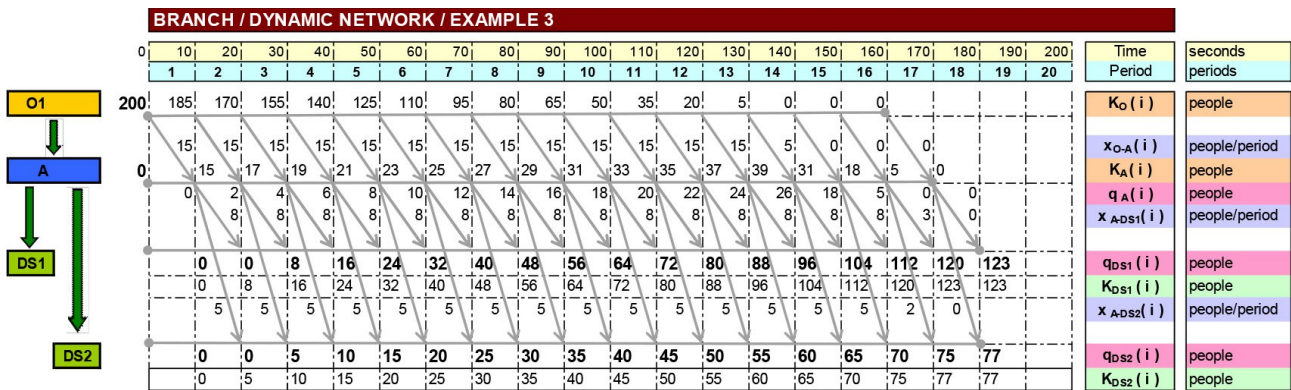 BRANCH / DYNAMIC NETWORK / EXAMPLE 3
0 10 20 30 40 50 60 70 80 90 100 110 120 130 140 150 160 170 180 190 200 Time seconds
1 2 3 4 5 6 7 8 9 10 11 12 13 14 15 16 17 18 19 20 Period periods
O1 200 185 170 155 140 125 110 95 80 65 50 35 20 5 0 0 0 KO ( i ) people
15 15 15 15 15 15 15 15 15 15 15 15 15 5 0 0 0 xO-A( i ) people/period
A 0 15 17 19 21 23 25 27 29 31 33 35 37 39 31 18 5 0 KA( i ) people
0 2 4 6 8 10 12 14 16 18 20 22 24 26 18 5 0 0 qA( i ) people
8 8 8 8 8 8 8 8 8 8 8 8 8 8 8 3 0 x A-DS1( i ) people/period
DS1 0 0 8 16 24 32 40 48 56 64 72 80 88 96 104 112 120 123 qDS1( i ) people
0 8 16 24 32 40 48 56 64 72 80 88 96 104 112 120 123 123 KDS1( i ) people
5 5 5 5 5 5 5 5 5 5 5 5 5 5 5 2 0 x A-DS2( i ) people/period
DS2 0 0 5 10 15 20 25 30 35 40 45 50 55 60 65 70 75 77 qDS2( i ) people
0 5 10 15 20 25 30 35 40 45 50 55 60 65 70 75 77 77 KDS2( i ) people